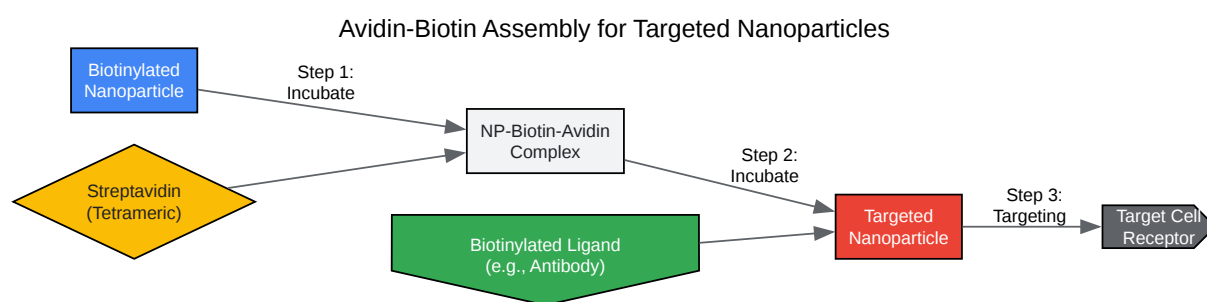 Avidin-Biotin Assembly for Targeted Nanoparticles
Biotinylated
Nanoparticle
Step 1:
Incubate
Streptavidin
(Tetrameric)
NP-Biotin-Avidin
Complex
Step 2:
Incubate
Biotinylated Ligand
(e.g., Antibody)
Targeted
Nanoparticle
Step 3:
Targeting
Target Cell
Receptor